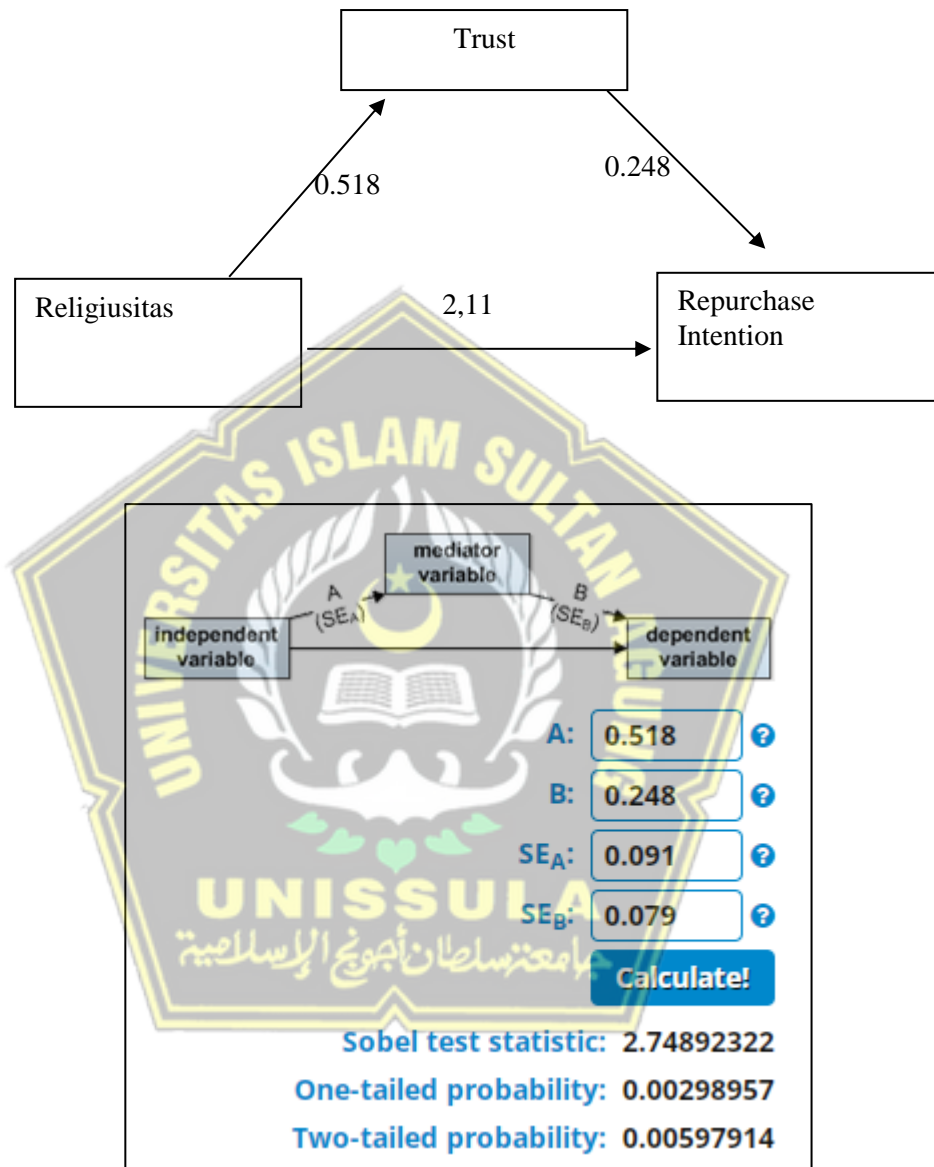 Trust
0.518
0.248
Religiusitas
2,11
Repurchase
Intention
UNIVERSITAS ISLAM SULTAN AGUNG
mediator
variable
A
(SEA)
B
(SEB)
independent
variable
dependent
variable
A: 0.518
B: 0.248
SEA: 0.091
SEB: 0.079
UNISSULA
جامعتنسلطان أجونج الإسلامية
Calculate!
Sobel test statistic: 2.74892322
One-tailed probability: 0.00298957
Two-tailed probability: 0.00597914